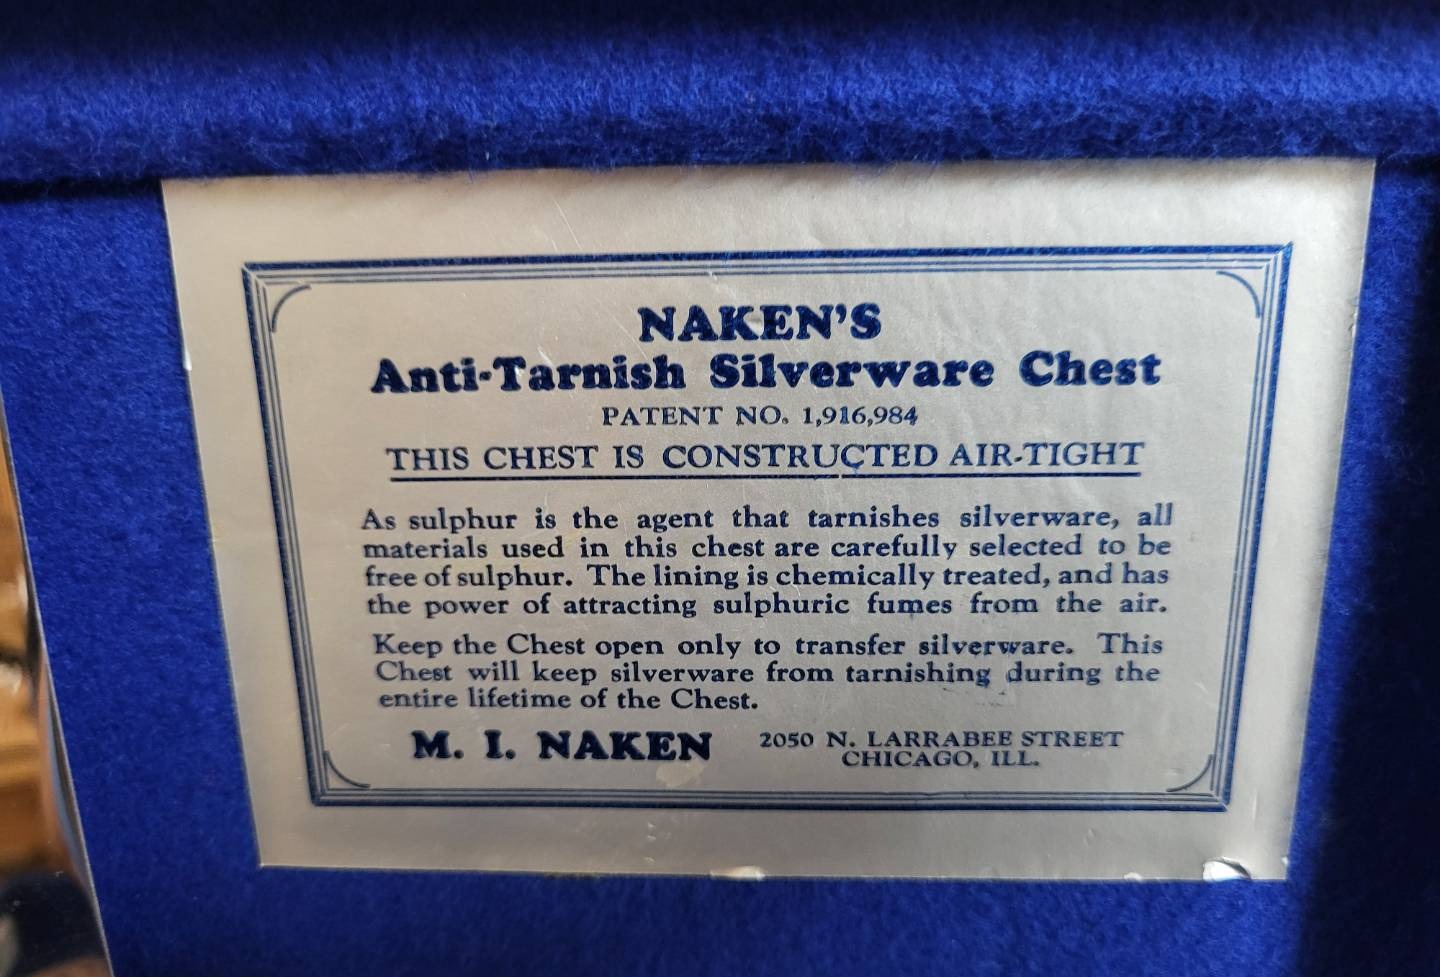 NAKEN'S
Anti-Tarnish Silverware Chest
PATENT NO. 1,916,984
THIS CHEST IS CONSTRUCTED AIR-TIGHT
As sulphur is the agent that tarnishes silverware, all
materials used in this chest are carefully selected to be
free of sulphur. The lining is chemically treated, and has
the power of attracting sulphuric fumes from the air.
Keep the Chest open only to transfer silverware. This
Chest will keep silverware from tarnishing during the
entire lifetime of the Chest.
M. I. NAKEN 2050 N. LARRABEE STREET
CHICAGO, ILL.